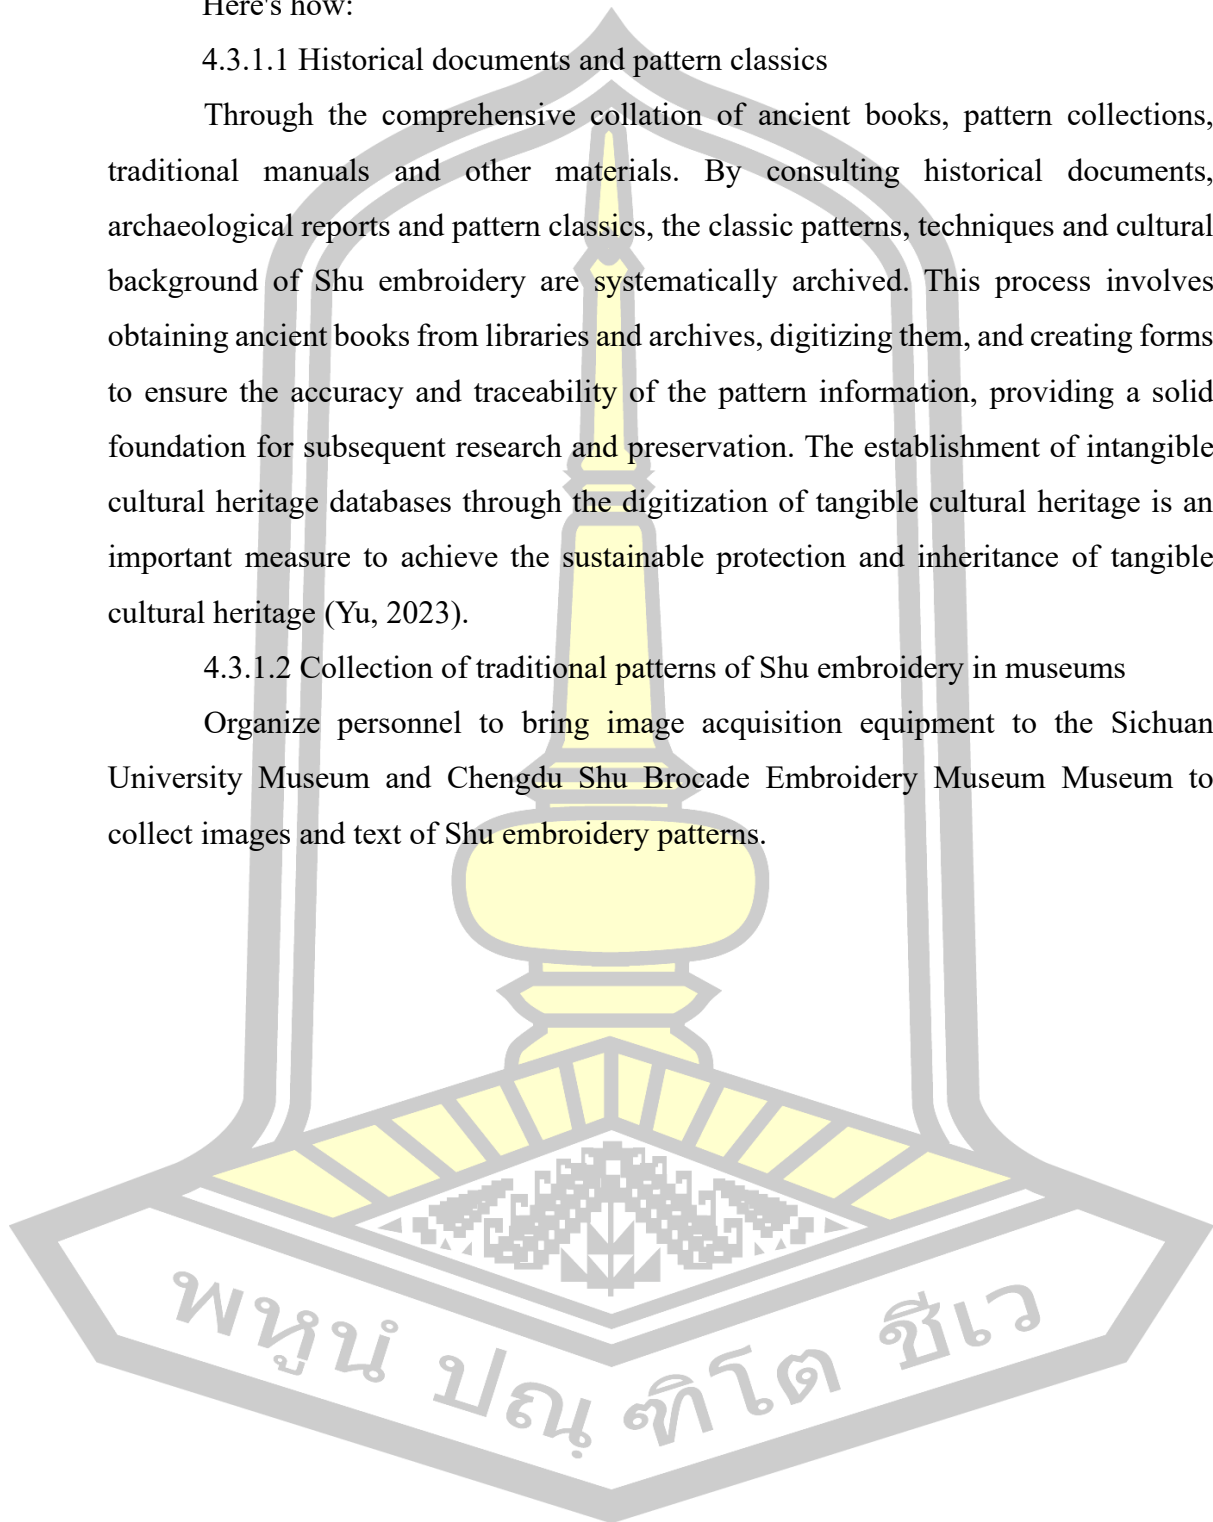 Here's how:
4.3.1.1 Historical documents and pattern classics
Through the comprehensive collation of ancient books, pattern collections,
traditional manuals and other materials. By consulting historical documents,
archaeological reports and pattern classics, the classic patterns, techniques and cultural
background of Shu embroidery are systematically archived. This process involves
obtaining ancient books from libraries and archives, digitizing them, and creating forms
to ensure the accuracy and traceability of the pattern information, providing a solid
foundation for subsequent research and preservation. The establishment of intangible
cultural heritage databases through the digitization of tangible cultural heritage is an
important measure to achieve the sustainable protection and inheritance of tangible
cultural heritage (Yu, 2023).
4.3.1.2 Collection of traditional patterns of Shu embroidery in museums
Organize personnel to bring image acquisition equipment to the Sichuan
University Museum and Chengdu Shu Brocade Embroidery Museum Museum to
collect images and text of Shu embroidery patterns.
พหูนํ ปณฺฑิโต ชีเว